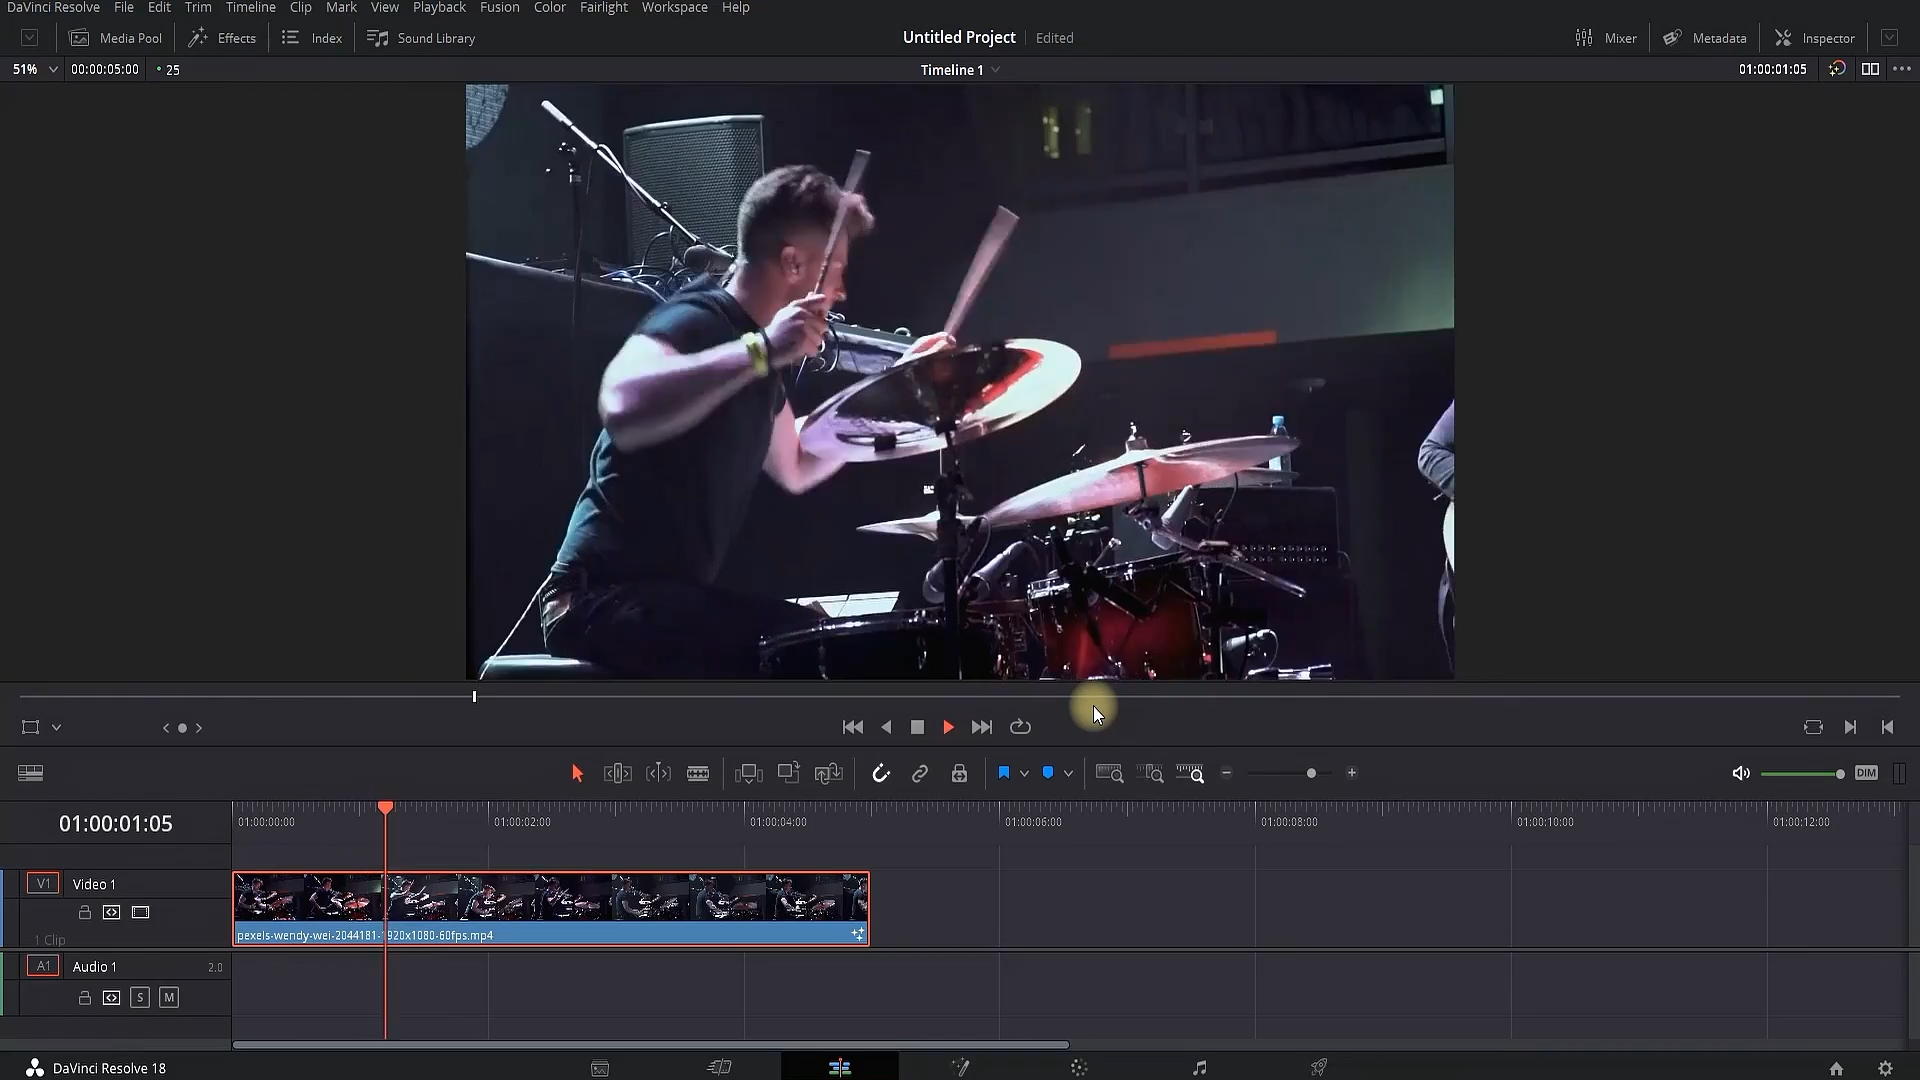 DaVinci Resolve File Edit Trim Timeline Clip Mark View Playback Fusion Color Fairlight Workspace Help
Media Pool Effects Index Sound Library Untitled Project Edited Mixer Metadata Inspector
51% 00:00:05:00 25 Timeline 1 01:00:01:05
DIM
01:00:01:05 01:00:00:00 01:00:02:00 01:00:04:00 01:00:06:00 01:00:08:00 01:00:10:00 01:00:12:00
V1 Video 1
1 Clip pexels-wendy-wei-2044181-1920x1080-60fps.mp4
A1 Audio 1 2.0
S M
DaVinci Resolve 18